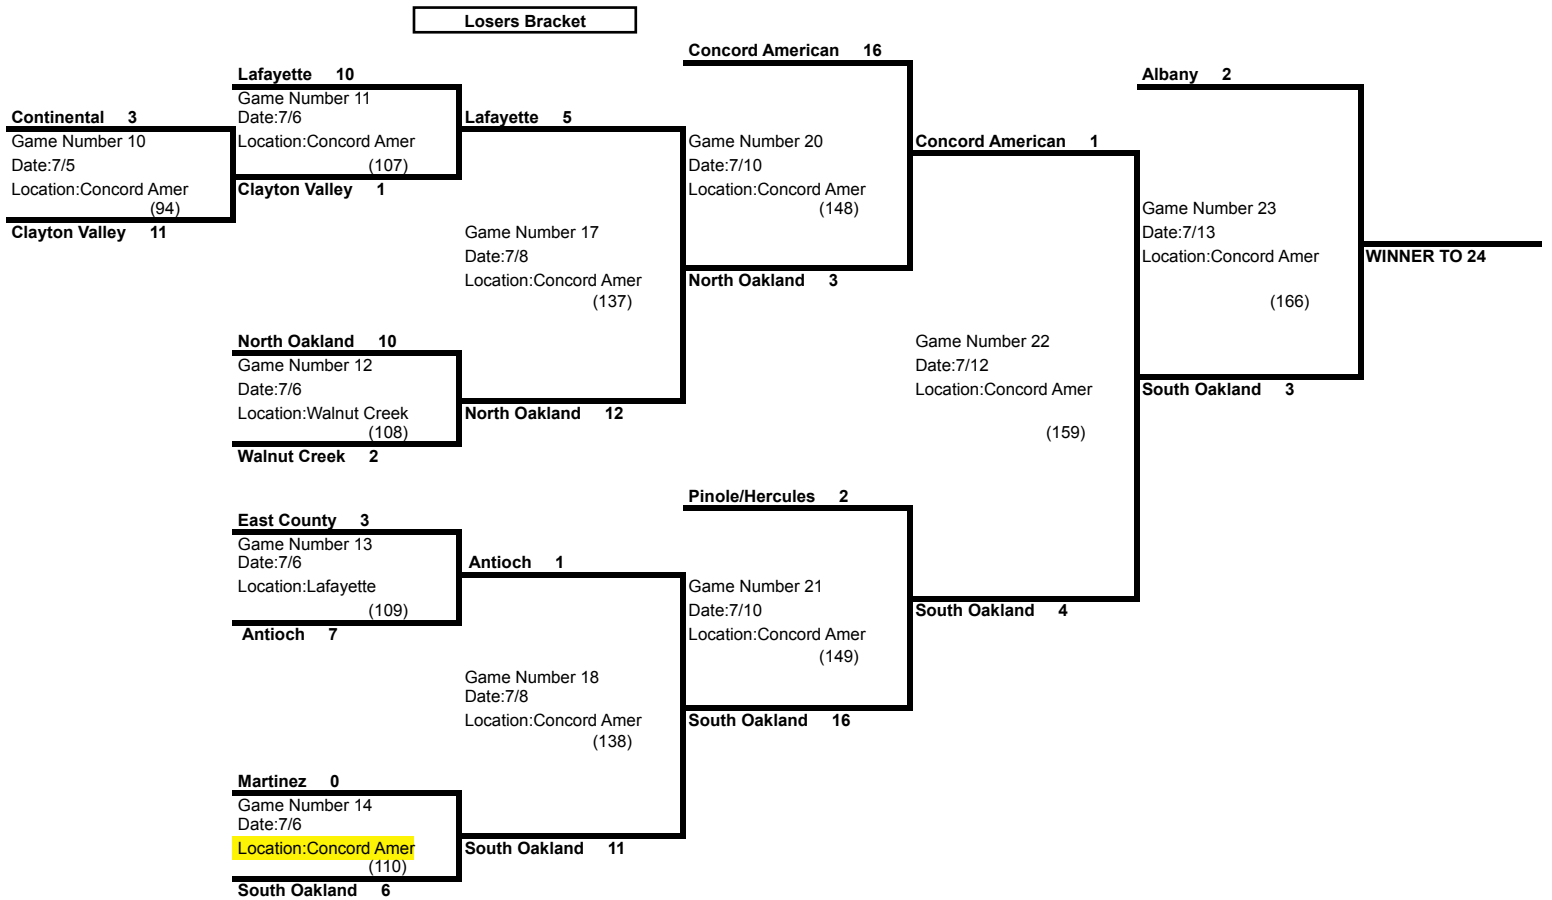 Losers Bracket
Continental 3
Game Number 10
Date:7/5
Location:Concord Amer
(94)
Clayton Valley 11
Lafayette 10
Game Number 11
Date:7/6
Location:Concord Amer
(107)
Clayton Valley 1
North Oakland 10
Game Number 12
Date:7/6
Location:Walnut Creek
(108)
Walnut Creek 2
East County 3
Game Number 13
Date:7/6
Location:Lafayette
(109)
Antioch 7
Martinez 0
Game Number 14
Date:7/6
Location:Concord Amer
(110)
South Oakland 6
Lafayette 5
Game Number 17
Date:7/8
Location:Concord Amer
(137)
North Oakland 12
Antioch 1
Game Number 18
Date:7/8
Location:Concord Amer
(138)
South Oakland 11
Concord American 16
Game Number 20
Date:7/10
Location:Concord Amer
(148)
North Oakland 3
Pinole/Hercules 2
Game Number 21
Date:7/10
Location:Concord Amer
(149)
South Oakland 16
Concord American 1
Game Number 22
Date:7/12
Location:Concord Amer
(159)
South Oakland 4
Albany 2
Game Number 23
Date:7/13
Location:Concord Amer
(166)
South Oakland 3
WINNER TO 24